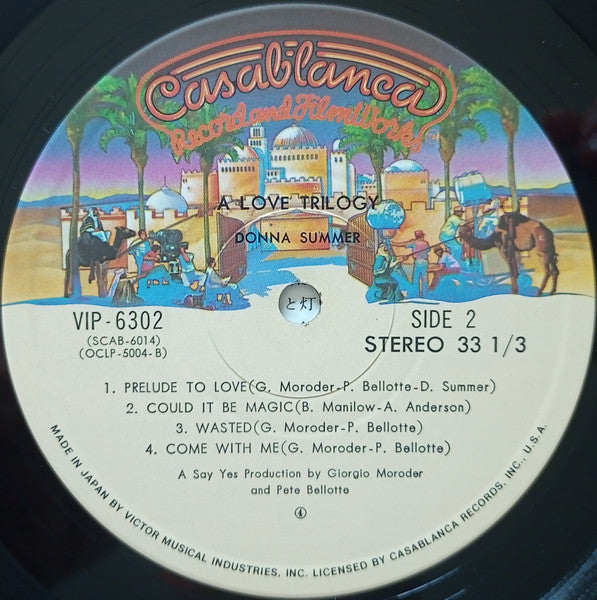 Casablanca
Record and FilmWorks
A LOVE TRILOGY
DONNA SUMMER
と灯
VIP-6302
(SCAB-6014)
(OCLP-5004-B)
SIDE 2
STEREO 33 1/3
1. PRELUDE TO LOVE(G. Moroder-P. Bellotte-D. Summer)
2. COULD IT BE MAGIC(B. Manilow-A. Anderson)
3. WASTED(G. Moroder-P. Bellotte)
4. COME WITH ME(G. Moroder-P. Bellotte)
A Say Yes Production by Giorgio Moroder
and Pete Bellotte
④
MADE IN JAPAN BY VICTOR MUSICAL INDUSTRIES, INC. LICENSED BY CASABLANCA RECORDS, INC., U.S.A.